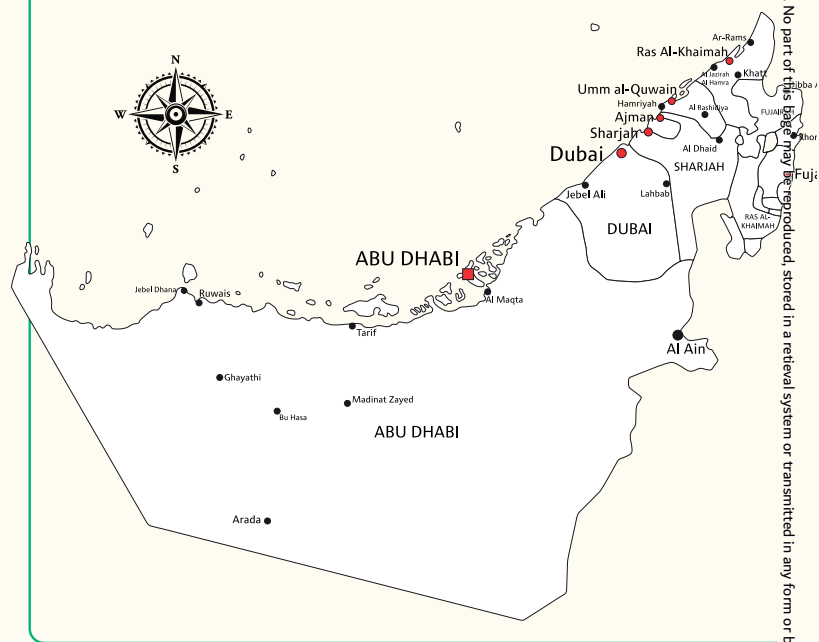 N
W
E
S
Ar-Rams
Ras Al-Khaimah
Al Jazirah
Al Hamra
Khatt
Umm al-Quwain
Hamriyah
Al Rashidiya
Ajman
Sharjah
Al Dhaid
SHARJAH
Dubai
Jebel Ali
Lahbab
DUBAI
RAS AL-
KHAIMAH
ABU DHABI
Al Maqta
Jebel Dhana
Ruwais
Tarif
Al Ain
Ghayathi
Madinat Zayed
Bu Hasa
ABU DHABI
Arada
No part of this bage may be reproduced, stored in a retieval system or transmitted in any form or